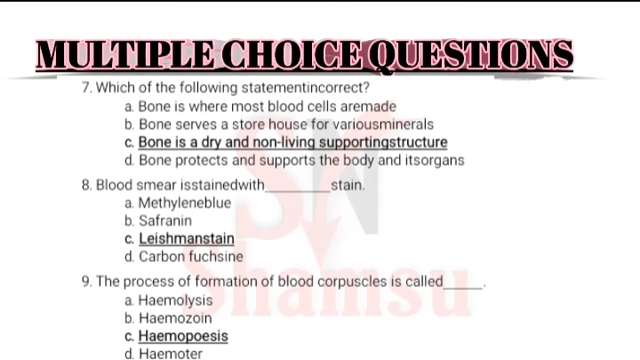 MULTIPLE CHOICE QUESTIONS
7. Which of the following statementincorrect?
a. Bone is where most blood cells aremade
b. Bone serves a store house for variousminerals
c. Bone is a dry and non-living supportingstructure
d. Bone protects and supports the body and itsorgans
8. Blood smear isstainedwith________stain.
a. Methyleneblue
b. Safranin
c. Leishmanstain
d. Carbon fuchsine
9. The process of formation of blood corpuscles is called_____.
a. Haemolysis
b. Haemozoin
c. Haemopoesis
d. Haemoter
SN
Shamsu